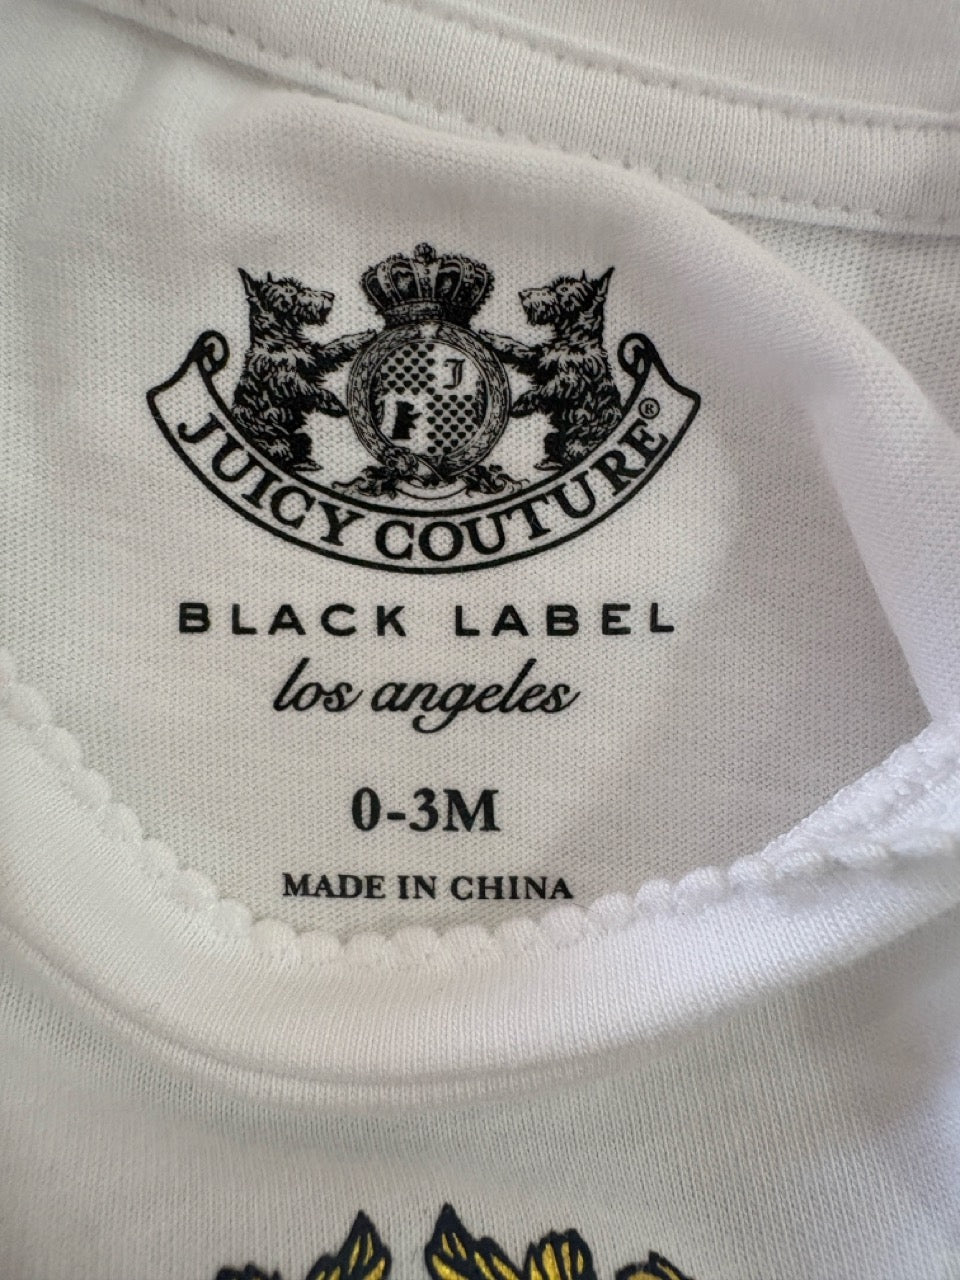 J
JUICY COUTURE®
BLACK LABEL
los angeles
0-3M
MADE IN CHINA